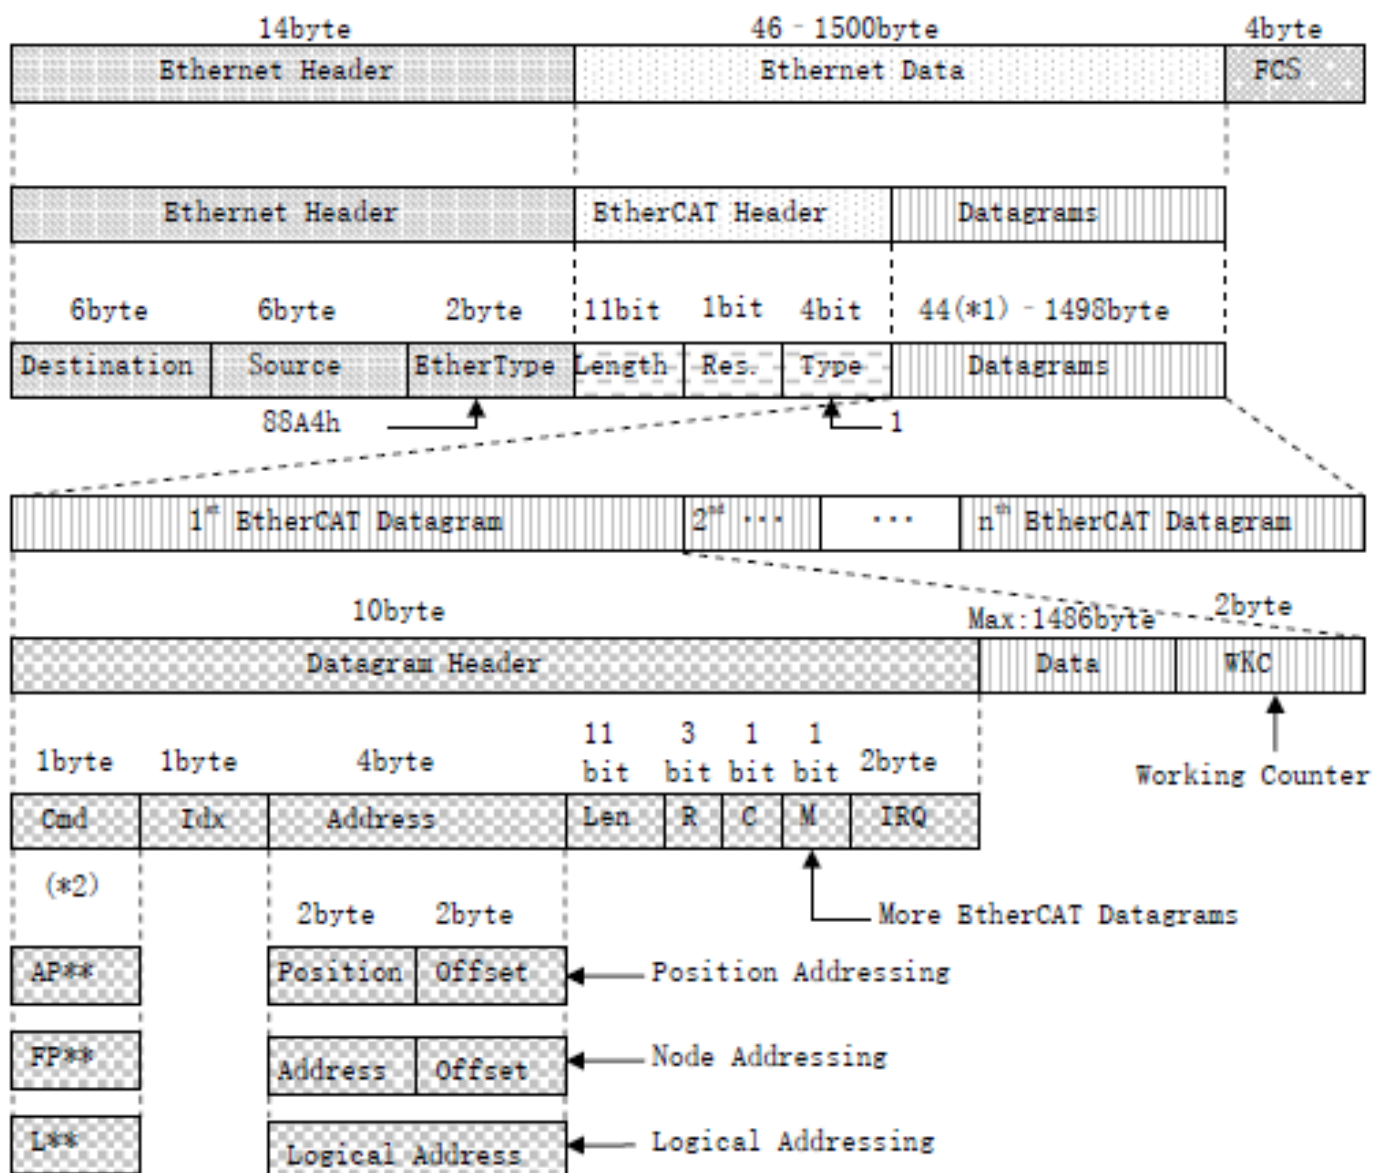 14byte 46 - 1500byte 4byte
Ethernet Header Ethernet Data FCS
Ethernet Header EtherCAT Header Datagrams
6byte 6byte 2byte 11bit 1bit 4bit 44(*1) - 1498byte
Destination Source EtherType Length Res. Type Datagrams
88A4h 1
1st EtherCAT Datagram 2nd ... ... nth EtherCAT Datagram
10byte Max:1486byte 2byte
Datagram Header Data WKC
1byte 1byte 4byte 11 bit 3 bit 1 bit 1 bit 2byte Working Counter
Cmd Idx Address Len R C M IRQ
(*2) 2byte 2byte More EtherCAT Datagrams
AP** Position Offset Position Addressing
FP** Address Offset Node Addressing
L** Logical Address Logical Addressing